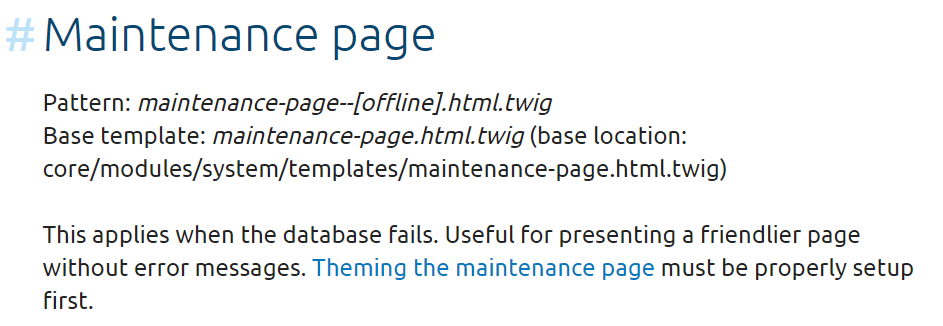 # Maintenance page
Pattern: maintenance-page--[offline].html.twig
Base template: maintenance-page.html.twig (base location:
core/modules/system/templates/maintenance-page.html.twig)
This applies when the database fails. Useful for presenting a friendlier page
without error messages. Theming the maintenance page must be properly setup
first.